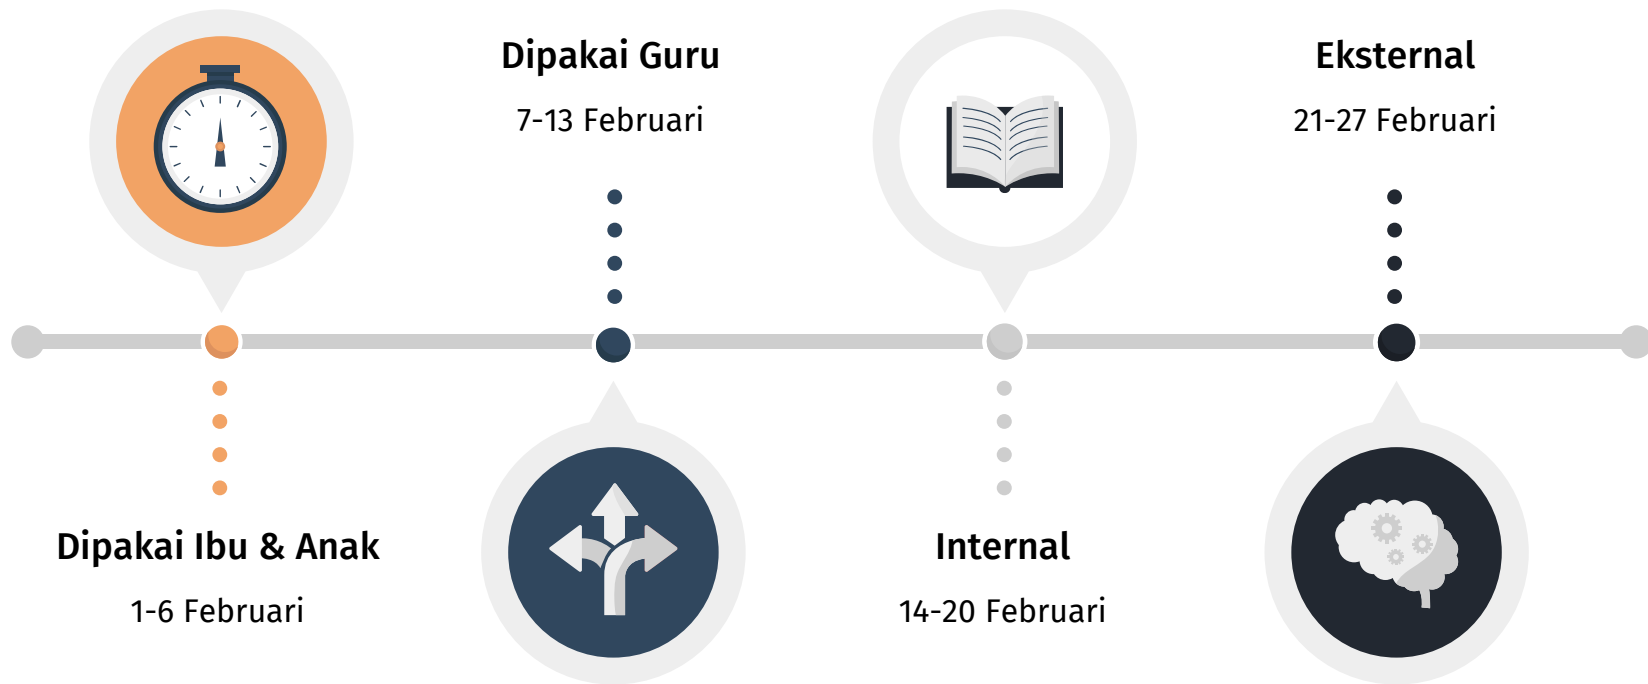 Dipakai Ibu & Anak
1-6 Februari
Dipakai Guru
7-13 Februari
Internal
14-20 Februari
Eksternal
21-27 Februari